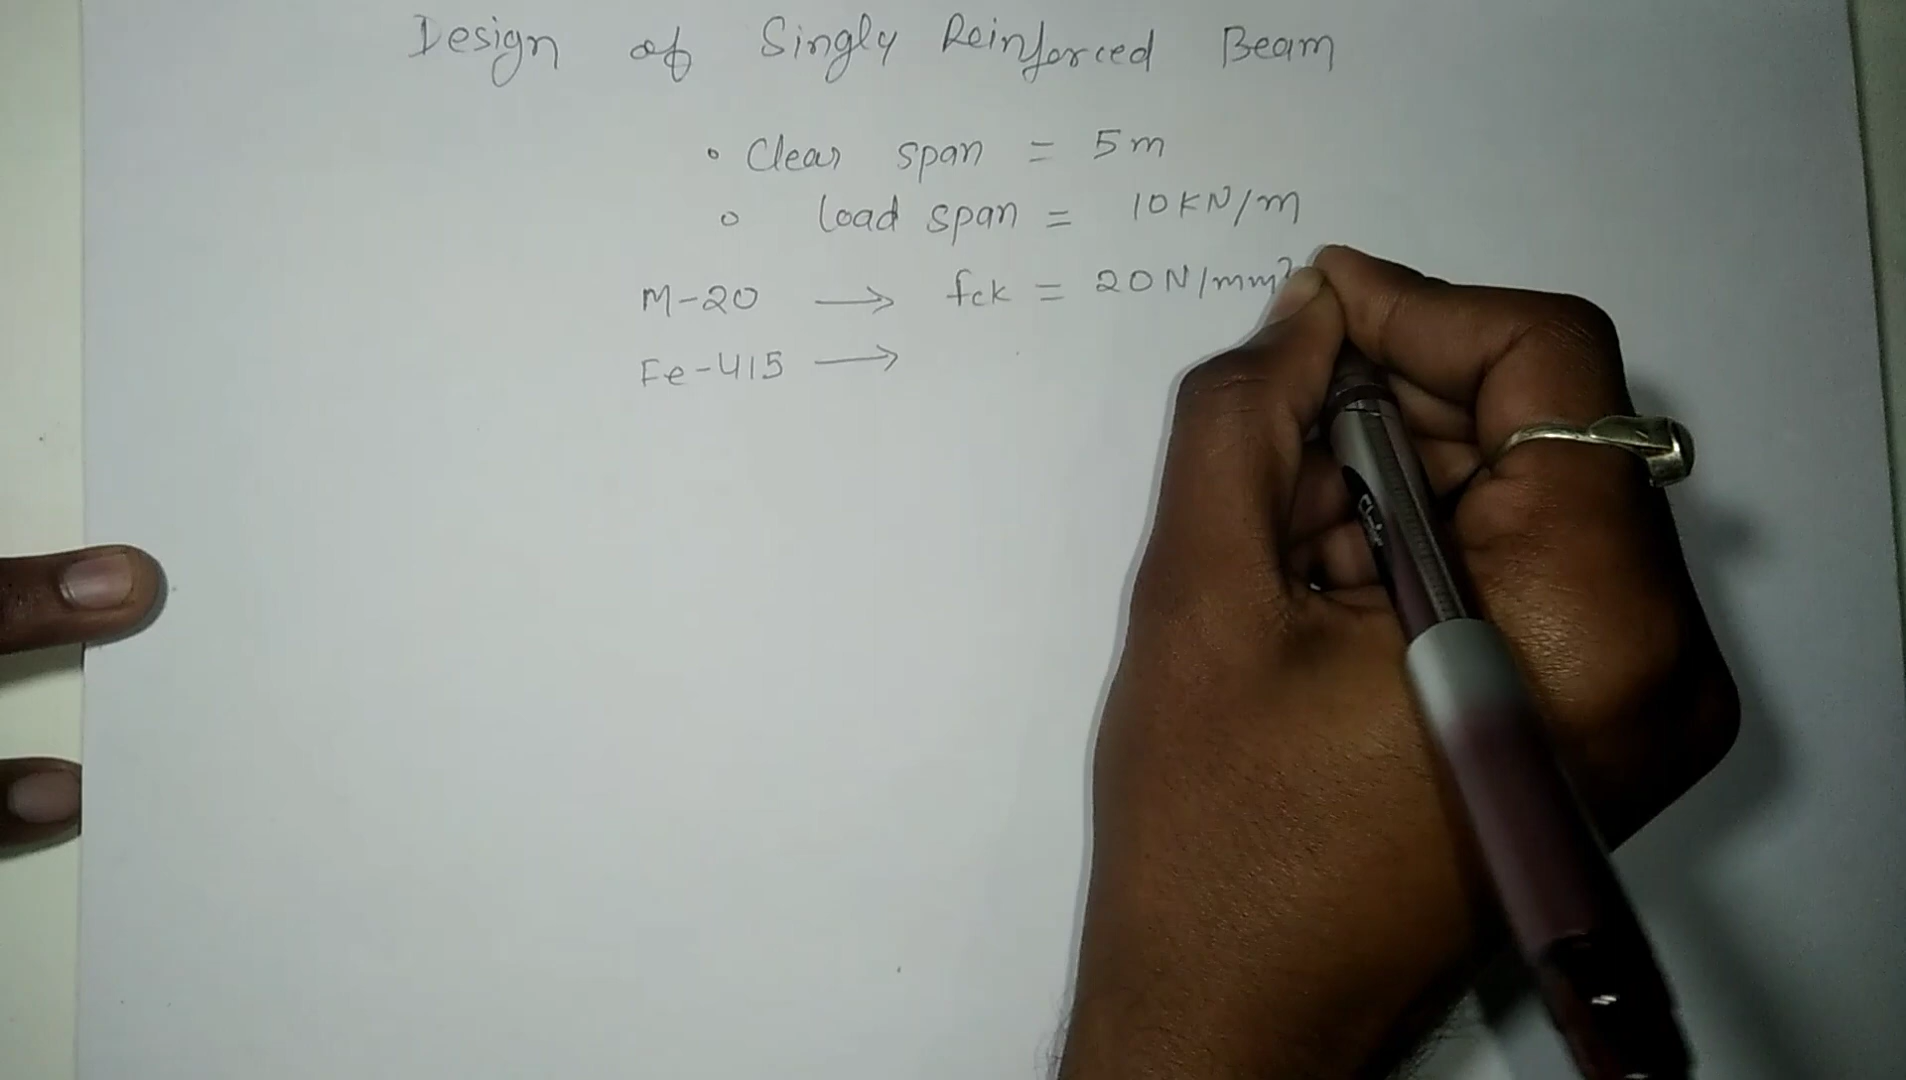 Design of Singly Reinforced Beam
• Clear span = 5m
○ load span = 10KN/m
M-20 → fck = 20N/mm²
Fe-415 →